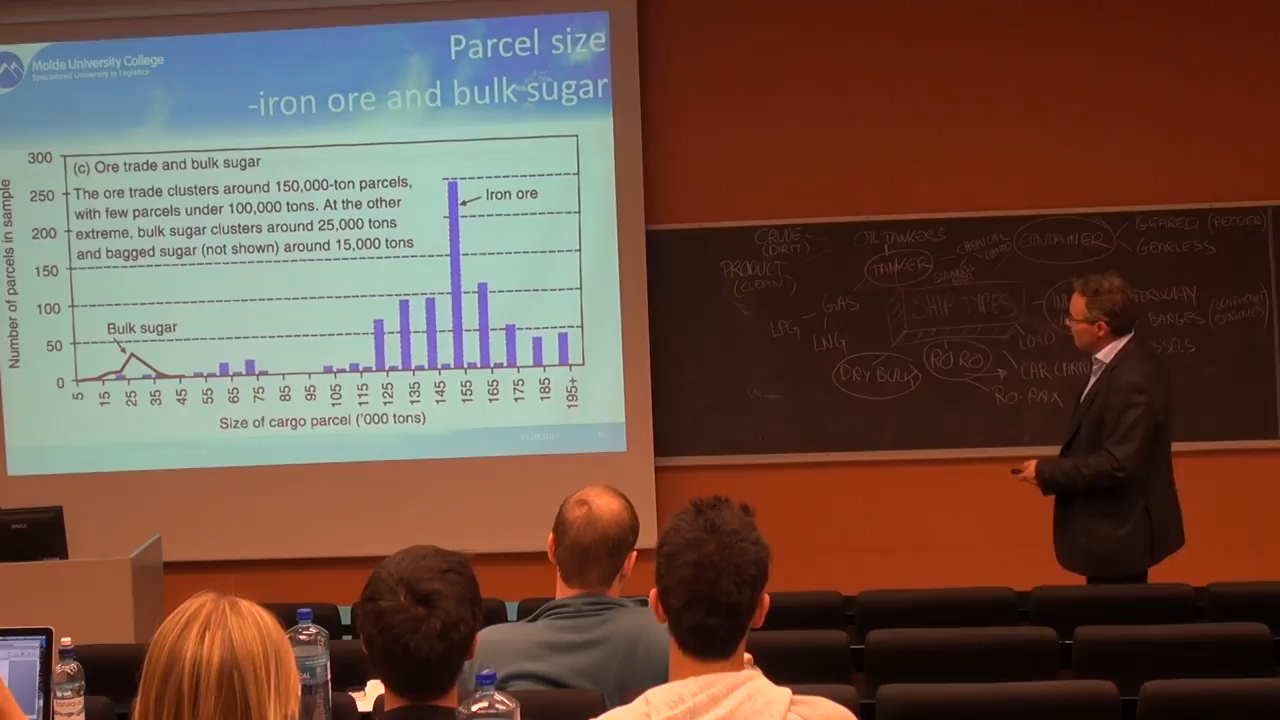 Molde University College
Specialized University in Logistics
Parcel size
-iron ore and bulk sugar
Number of parcels in sample
300
250
200
150
100
50
0
(c) Ore trade and bulk sugar
The ore trade clusters around 150,000-ton parcels,
with few parcels under 100,000 tons. At the other
extreme, bulk sugar clusters around 25,000 tons
and bagged sugar (not shown) around 15,000 tons
Iron ore
Bulk sugar
5 15 25 35 45 55 65 75 85 95 105 115 125 135 145 155 165 175 185 195+
Size of cargo parcel ('000 tons)
DELL
CRUDE
(DIRTY)
PRODUCT
(CLEAN)
OIL TANKERS
TANKER
CHEMICAL
CONTAINER
GEARED (FEEDER)
GEARLESS
GAS
LPG
LNG
SHIP TYPES
DRY BULK
RO RO
CAR CARR
RO-PAX
BARGES (WITHOUT
ENGINES)